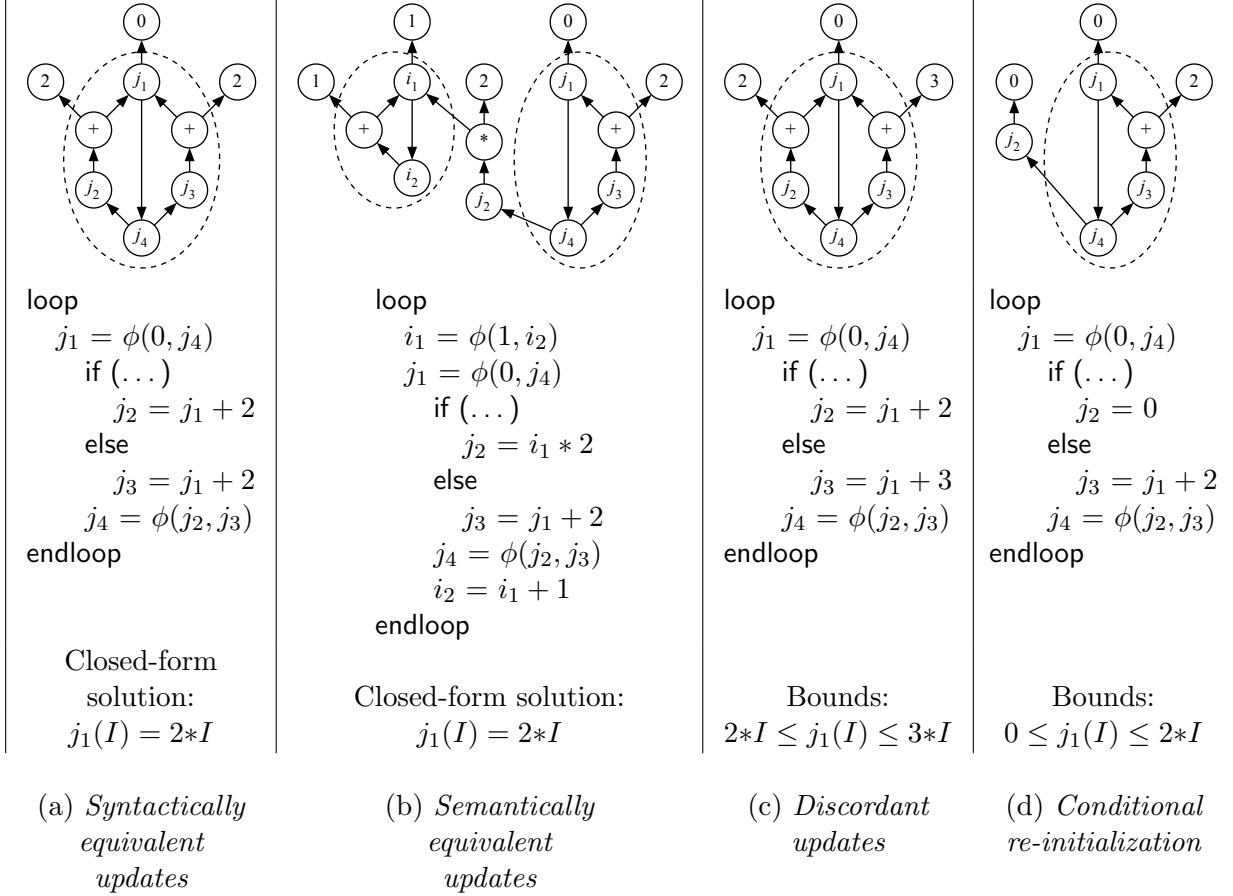 0
2
j1
2
+
+
j2
j3
j4
loop
j1 = ϕ(0, j4)
if (. . . )
j2 = j1 + 2
else
j3 = j1 + 2
j4 = ϕ(j2, j3)
endloop
Closed-form
solution:
j1(I) = 2∗I
(a) Syntactically
equivalent
updates
1
0
1
i1
2
j1
2
+
*
+
i2
j2
j3
j4
loop
i1 = ϕ(1, i2)
j1 = ϕ(0, j4)
if (. . . )
j2 = i1 ∗ 2
else
j3 = j1 + 2
j4 = ϕ(j2, j3)
i2 = i1 + 1
endloop
Closed-form solution:
j1(I) = 2∗I
(b) Semantically
equivalent
updates
0
2
j1
3
+
+
j2
j3
j4
loop
j1 = ϕ(0, j4)
if (. . . )
j2 = j1 + 2
else
j3 = j1 + 3
j4 = ϕ(j2, j3)
endloop
Bounds:
2∗I ≤ j1(I) ≤ 3∗I
(c) Discordant
updates
0
0
j1
2
j2
+
j3
j4
loop
j1 = ϕ(0, j4)
if (. . . )
j2 = 0
else
j3 = j1 + 2
j4 = ϕ(j2, j3)
endloop
Bounds:
0 ≤ j1(I) ≤ 2∗I
(d) Conditional
re-initialization